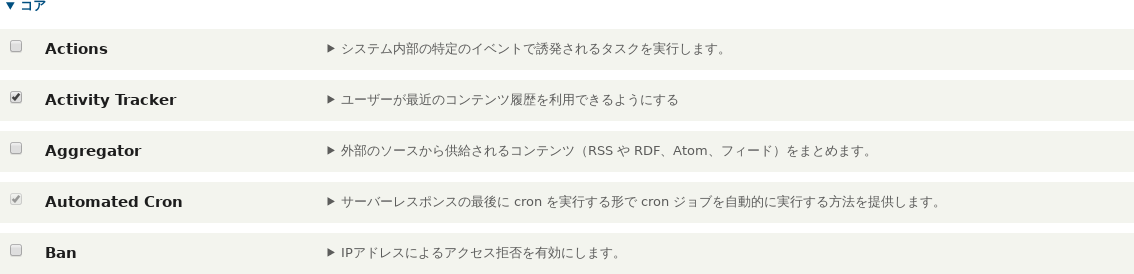 ▼ コア
Actions ▶ システム内部の特定のイベントで誘発されるタスクを実行します。
Activity Tracker ▶ ユーザーが最近のコンテンツ履歴を利用できるようにする
Aggregator ▶ 外部のソースから供給されるコンテンツ（RSS や RDF、Atom、フィード）をまとめます。
Automated Cron ▶ サーバーレスポンスの最後に cron を実行する形で cron ジョブを自動的に実行する方法を提供します。
Ban ▶ IPアドレスによるアクセス拒否を有効にします。